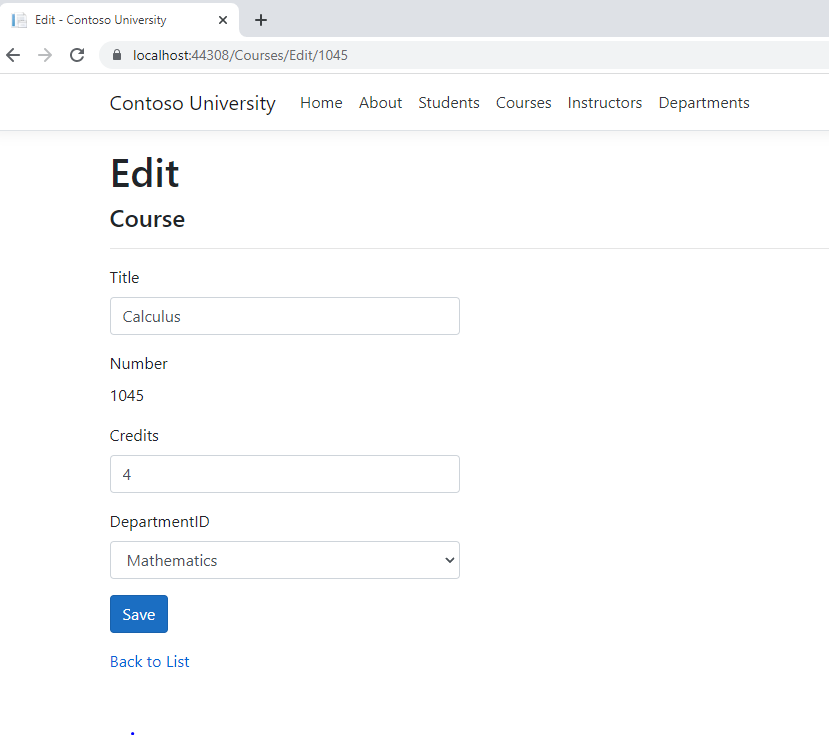 Edit - Contoso University
localhost:44308/Courses/Edit/1045
Contoso University Home About Students Courses Instructors Departments
Edit
Course
Title
Calculus
Number
1045
Credits
4
DepartmentID
Mathematics
Save
Back to List